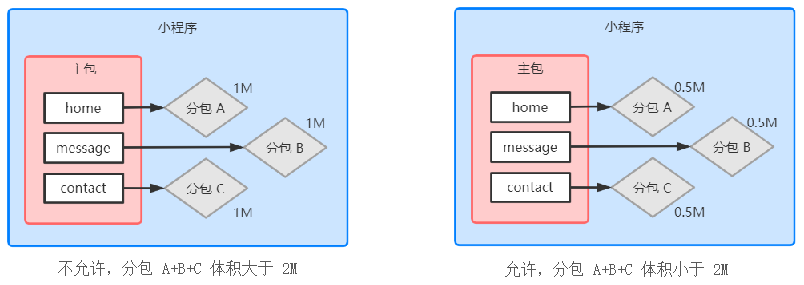 小程序
主包
home
message
contact
分包 A
1M
分包 B
1M
分包 C
1M
不允许，分包 A+B+C 体积大于 2M
小程序
主包
home
message
contact
分包 A
0.5M
分包 B
0.5M
分包 C
0.5M
允许，分包 A+B+C 体积小于 2M